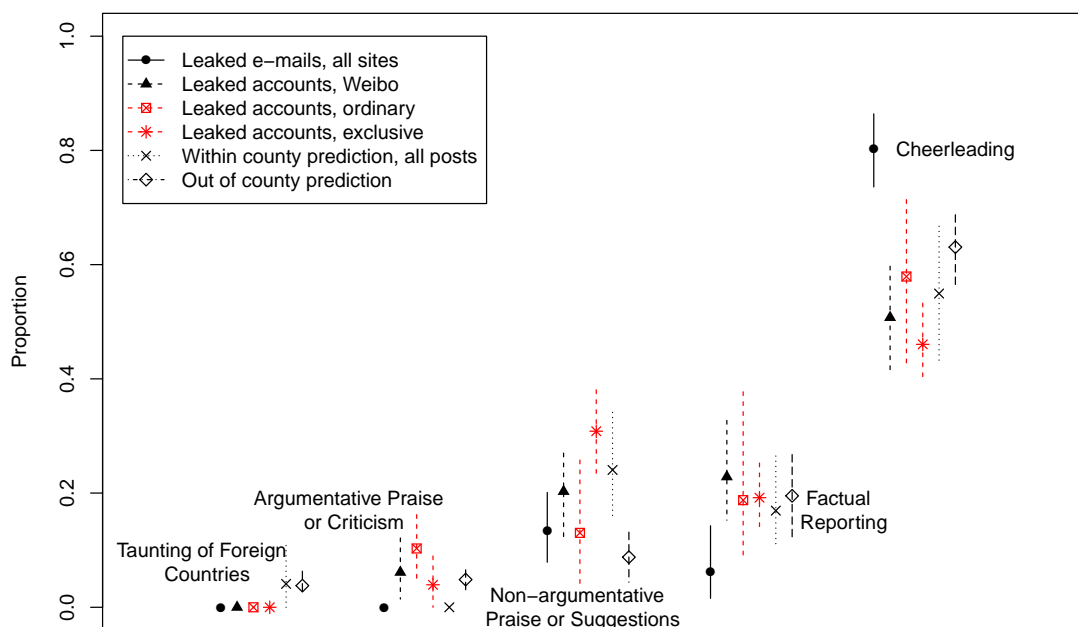 1.0
0.8
0.6
0.4
0.2
0.0
Proportion
Leaked e−mails, all sites
Leaked accounts, Weibo
Leaked accounts, ordinary
Leaked accounts, exclusive
Within county prediction, all posts
Out of county prediction
Cheerleading
Argumentative Praise
or Criticism
Factual
Reporting
Taunting of Foreign
Countries
Non−argumentative
Praise or Suggestions